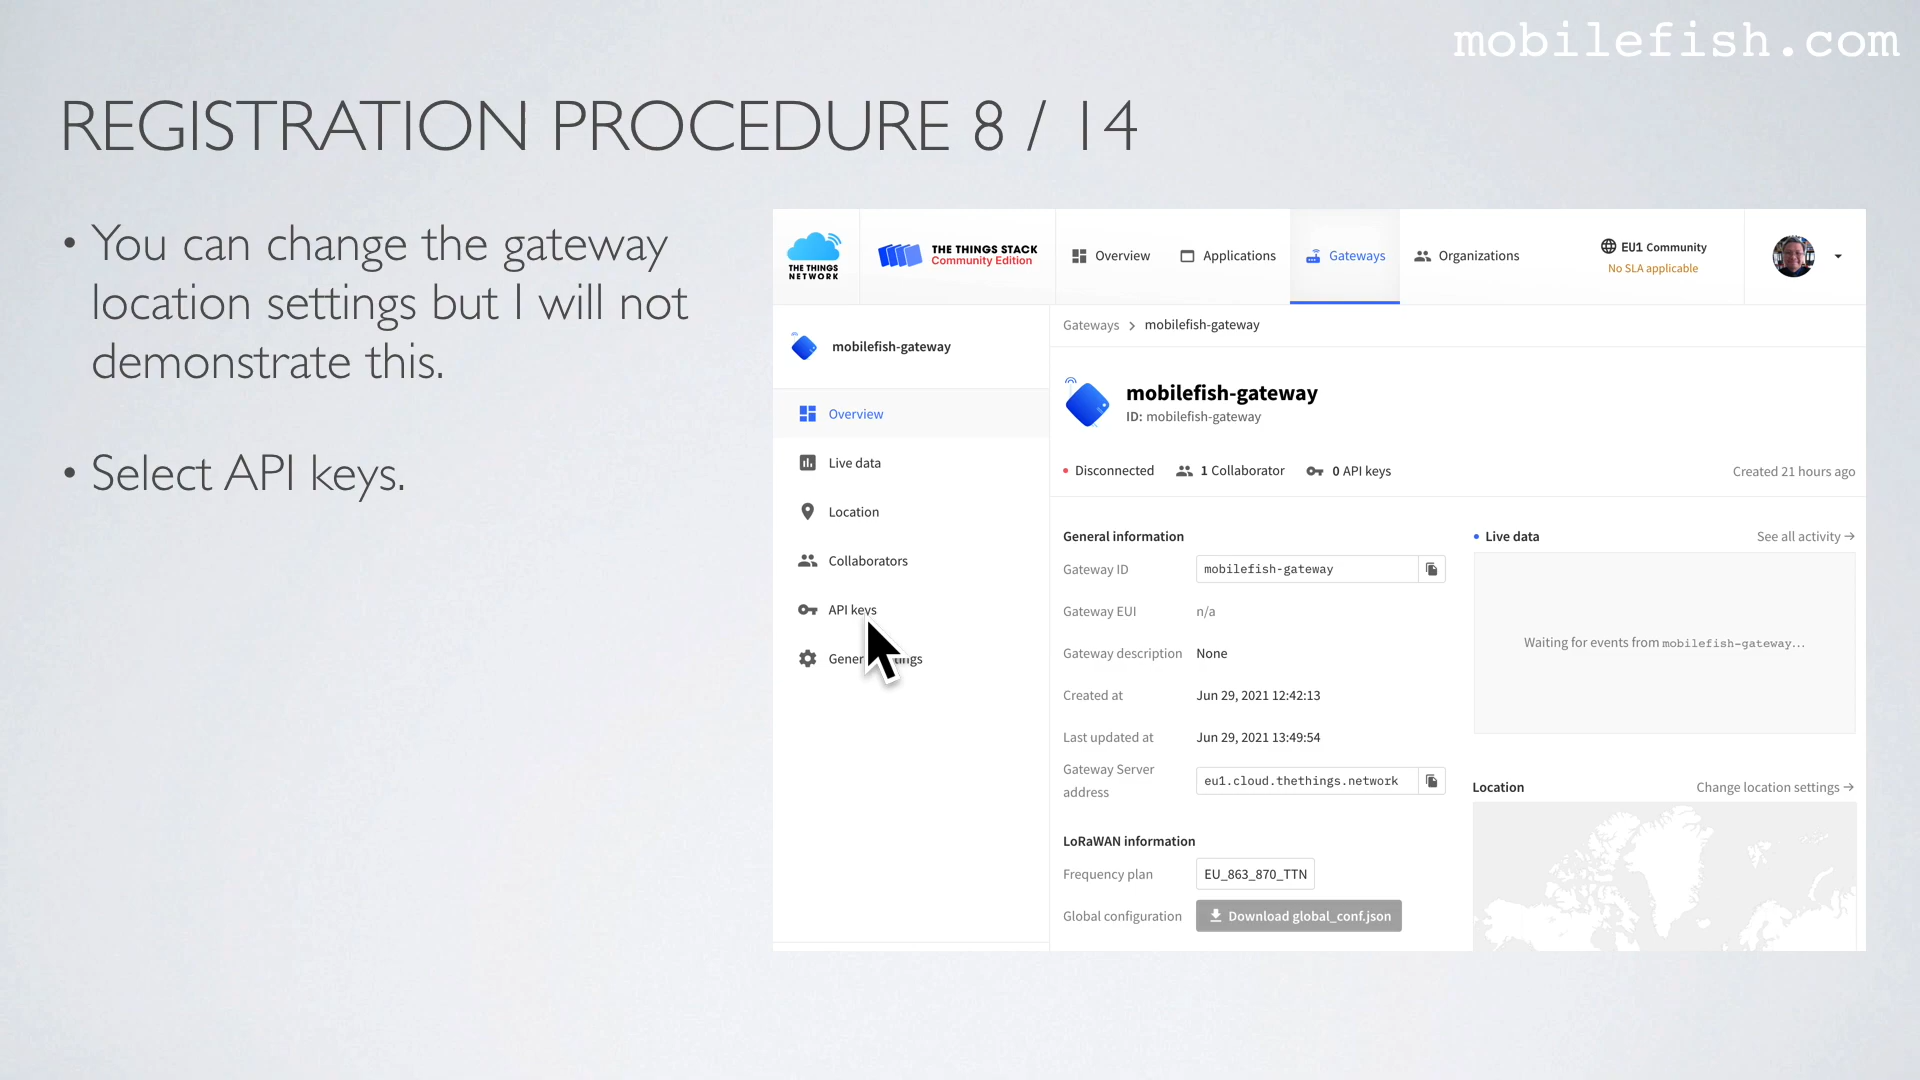 mobilefish.com
REGISTRATION PROCEDURE 8 / 14
• You can change the gateway
location settings but I will not
demonstrate this.
• Select API keys.
THE THINGS
NETWORK
THE THINGS STACK
Community Edition
Overview
Applications
Gateways
Organizations
EU1 Community
No SLA applicable
mobilefish-gateway
Overview
Live data
Location
Collaborators
API keys
Gateways > mobilefish-gateway
mobilefish-gateway
ID: mobilefish-gateway
Disconnected
1 Collaborator
0 API keys
Created 21 hours ago
General information
Gateway ID mobilefish-gateway
Gateway EUI n/a
Gateway description None
Created at Jun 29, 2021 12:42:13
Last updated at Jun 29, 2021 13:49:54
Gateway Server
address
eu1.cloud.thethings.network
LoRaWAN information
Frequency plan EU_863_870_TTN
Global configuration Download global_conf.json
Live data
See all activity →
Waiting for events from mobilefish-gateway...
Location
Change location settings →